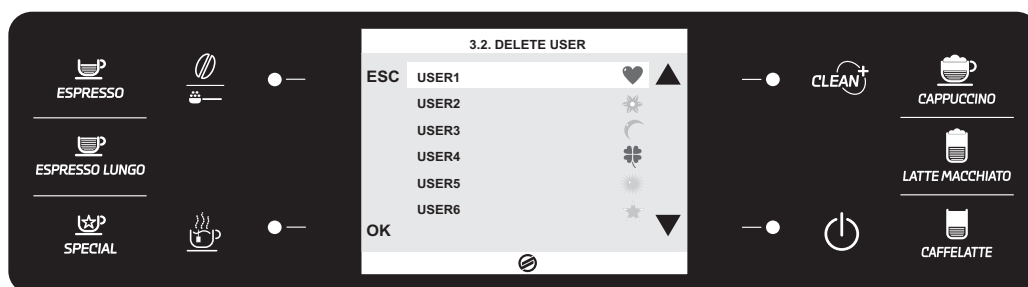 3.2. DELETE USER
ESC
USER1
USER2
USER3
USER4
USER5
USER6
OK
ESPRESSO
ESPRESSO LUNGO
SPECIAL
CLEAN+
CAPPUCCINO
LATTE MACCHIATO
CAFFELATTE